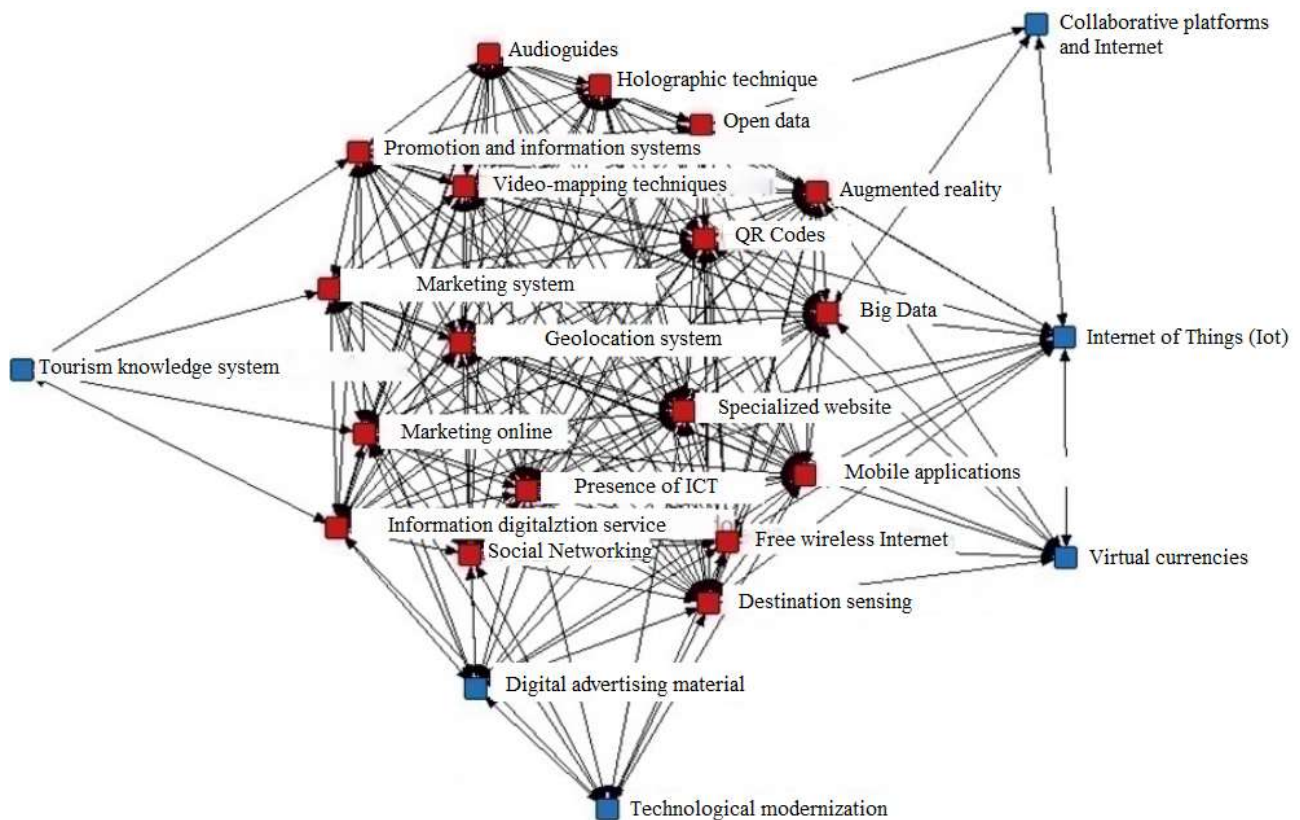 Collaborative platforms
and Internet
Audioguides
Holographic technique
Open data
Promotion and information systems
Video-mapping techniques
Augmented reality
QR Codes
Marketing system
Big Data
Geolocation system
Internet of Things (Iot)
Tourism knowledge system
Specialized website
Marketing online
Mobile applications
Presence of ICT
Information digitalztion service
Free wireless Internet
Social Networking
Virtual currencies
Destination sensing
Digital advertising material
Technological modernization